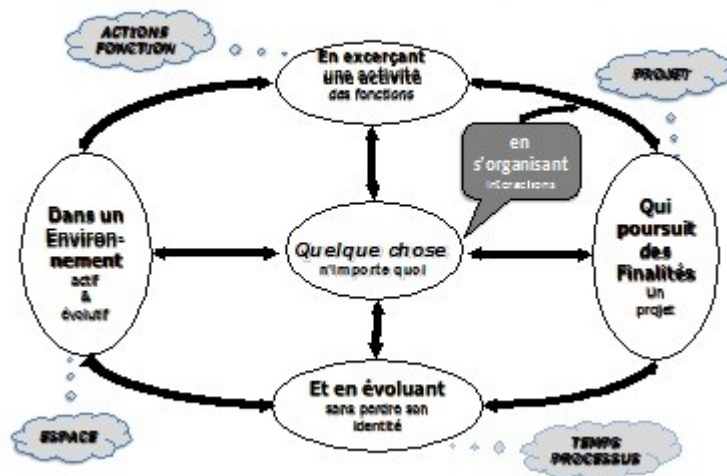 ACTIONS
FONCTION
En excerçant
une activité
des fonctions
PROJET
en
s'organisant
interactions
Dans un
Environ-
nement
actif
&
évolutif
Quelque chose
n'importe quoi
Qui
poursuit
des
Finalités
Un
projet
Et en évoluant
sans perdre son
identité
ESPACE
TEMPS
PROCESSUS